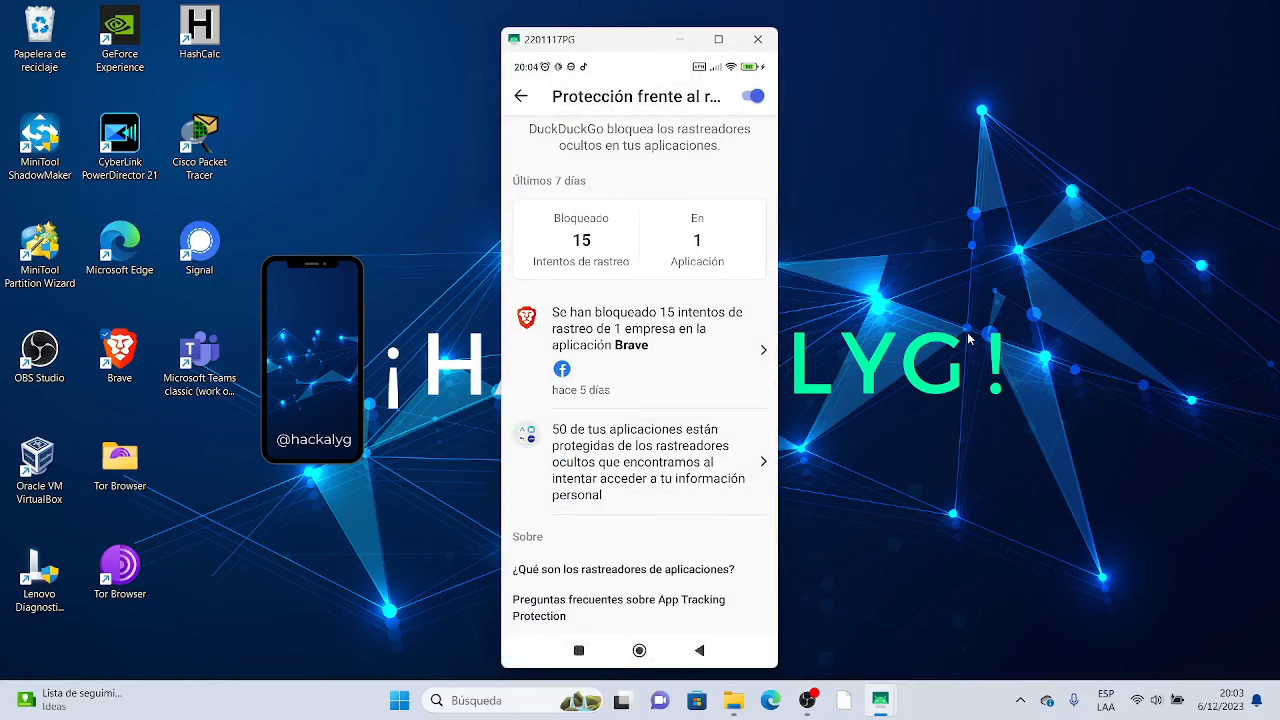 Papelera de
reciclaje
GeForce
Experience
HashCalc
MiniTool
ShadowMaker
CyberLink
PowerDirector 21
Cisco Packet
Tracer
MiniTool
Partition Wizard
Microsoft Edge
Signal
OBS Studio
Brave
Microsoft Teams
classic (work o...
Oracle VM
VirtualBox
Tor Browser
Lenovo
Diagnosti...
Tor Browser
@hackalyg
¡H
LYG!
2201117PG
20:04
VPN
68
Protección frente al r...
DuckDuckGo bloquea los rastreadores
ocultos en tus aplicaciones.
Últimos 7 días
Bloqueado
15
Intentos de rastreo
En
1
Aplicación
Se han bloqueado 15 intentos de
rastreo de 1 empresa en la
aplicación Brave
hace 5 días
50 de tus aplicaciones están
protegidas de los rastreadores
ocultos que encontramos al
intentar acceder a tu información
personal
Sobre
¿Qué son los rastreadores de aplicaciones?
Preguntas frecuentes sobre App Tracking
Protection
Lista de seguimi...
Ideas
Búsqueda
ESP
LAA
20:03
6/12/2023